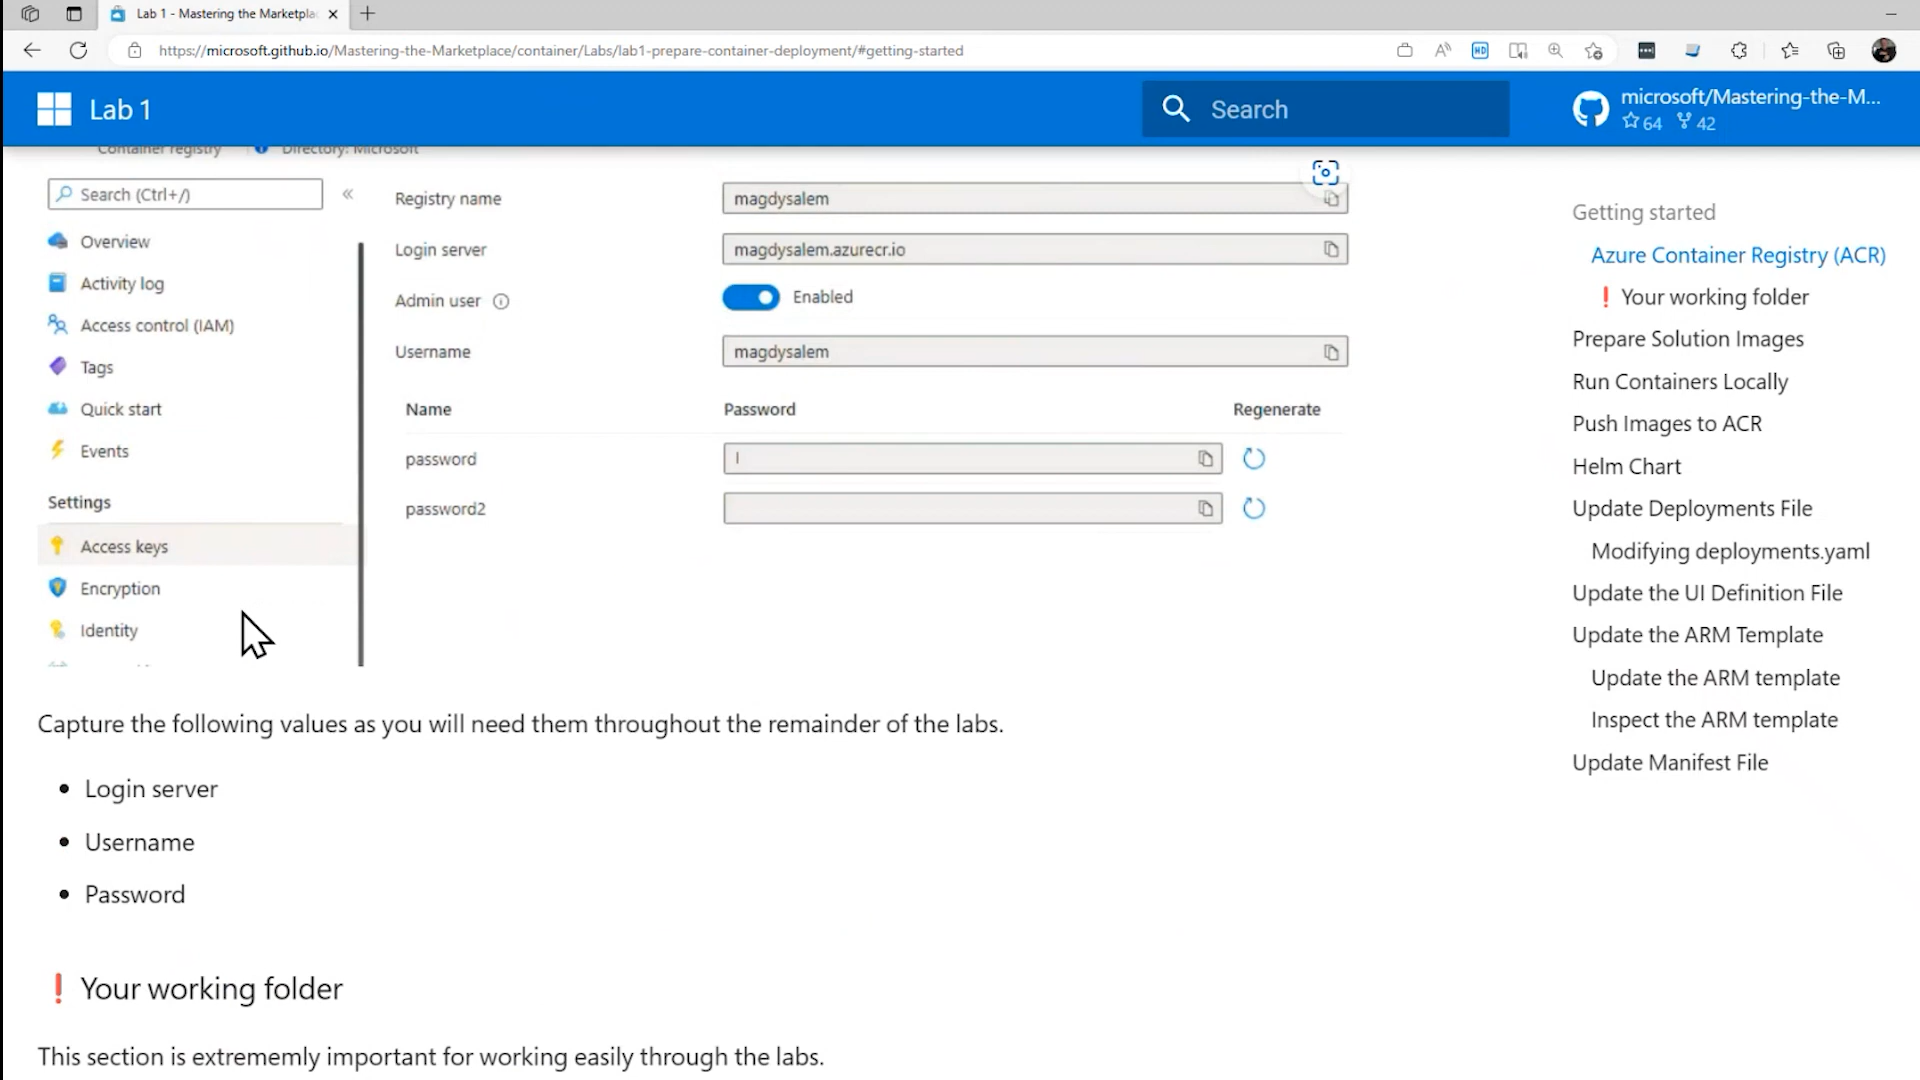 Lab 1 - Mastering the Marketpla
https://microsoft.github.io/Mastering-the-Marketplace/container/Labs/lab1-prepare-container-deployment/#getting-started
HD
Lab 1
Search
microsoft/Mastering-the-M...
64 42
Container registry Directory: Microsoft
Search (Ctrl+/)
«
Overview
Activity log
Access control (IAM)
Tags
Quick start
Events
Settings
Access keys
Encryption
Identity
Registry name magdysalem
Login server magdysalem.azurecr.io
Admin user Enabled
Username magdysalem
Name Password Regenerate
password
password2
Capture the following values as you will need them throughout the remainder of the labs.
• Login server
• Username
• Password
❗ Your working folder
This section is extrememly important for working easily through the labs.
Getting started
Azure Container Registry (ACR)
❗ Your working folder
Prepare Solution Images
Run Containers Locally
Push Images to ACR
Helm Chart
Update Deployments File
Modifying deployments.yaml
Update the UI Definition File
Update the ARM Template
Update the ARM template
Inspect the ARM template
Update Manifest File